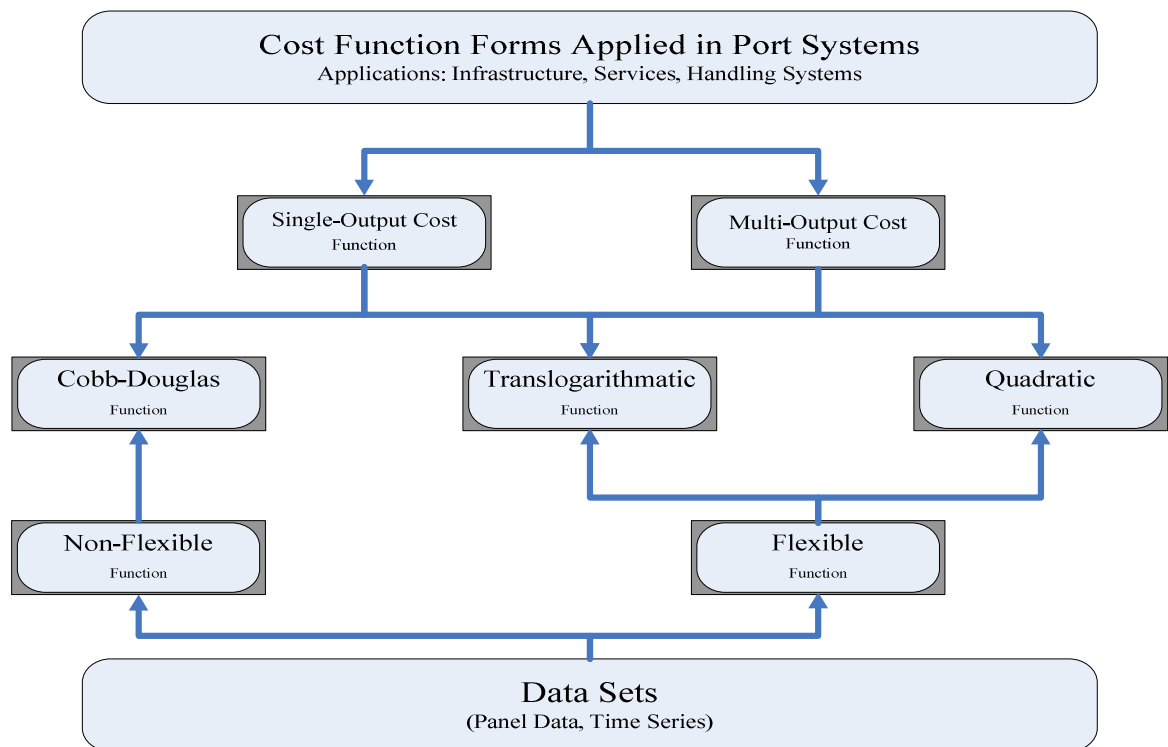 Cost Function Forms Applied in Port Systems
Applications: Infrastructure, Services, Handling Systems
Single-Output Cost
Function
Multi-Output Cost
Function
Cobb-Douglas
Function
Translogarithmatic
Function
Quadratic
Function
Non-Flexible
Function
Flexible
Function
Data Sets
(Panel Data, Time Series)